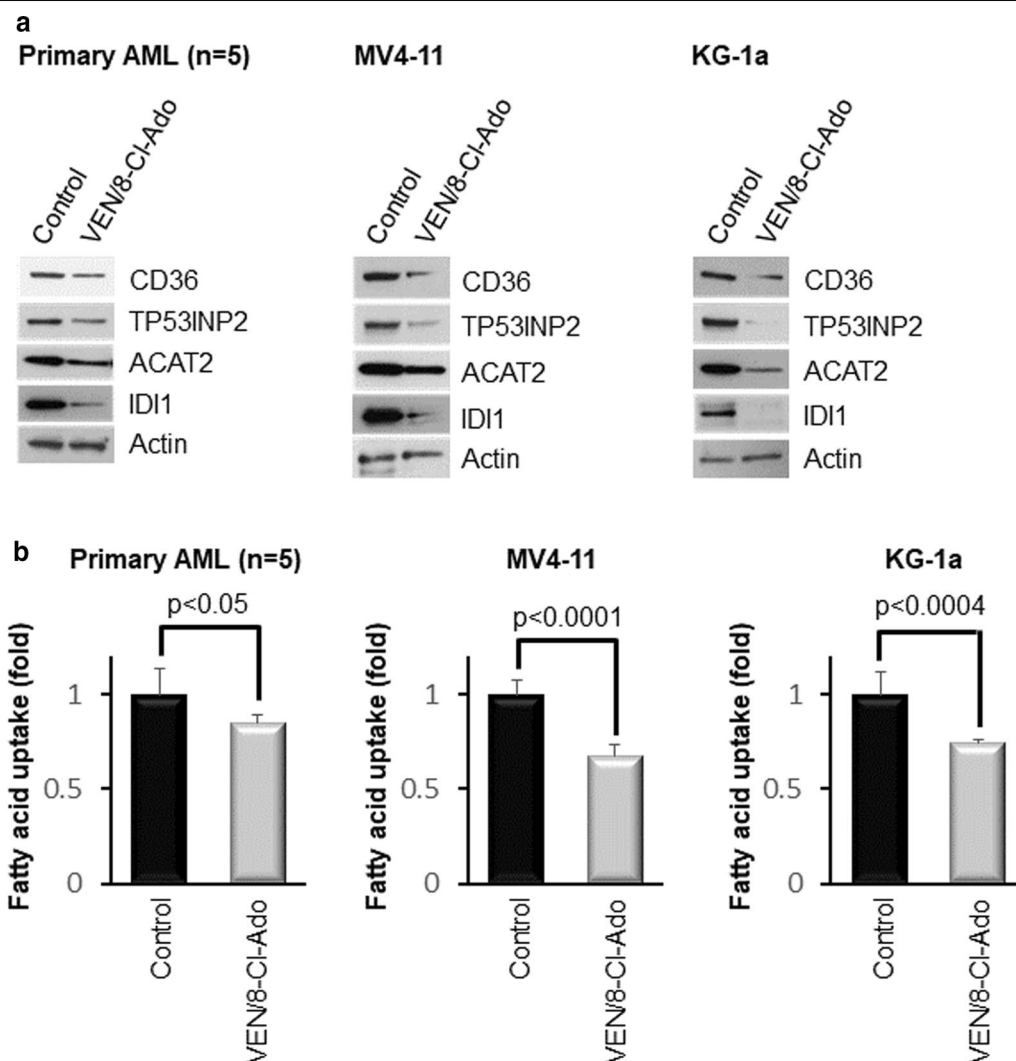 a
Primary AML (n=5)
MV4-11
KG-1a
Control
VEN/8-Cl-Ado
Control
VEN/8-Cl-Ado
Control
VEN/8-Cl-Ado
CD36
TP53INP2
ACAT2
IDI1
Actin
CD36
TP53INP2
ACAT2
IDI1
Actin
CD36
TP53INP2
ACAT2
IDI1
Actin
b
Primary AML (n=5)
p<0.05
Fatty acid uptake (fold)
1
0.5
0
Control
VEN/8-Cl-Ado
MV4-11
p<0.0001
Fatty acid uptake (fold)
1
0.5
0
Control
VEN/8-Cl-Ado
KG-1a
p<0.0004
Fatty acid uptake (fold)
1
0.5
0
Control
VEN/8-Cl-Ado